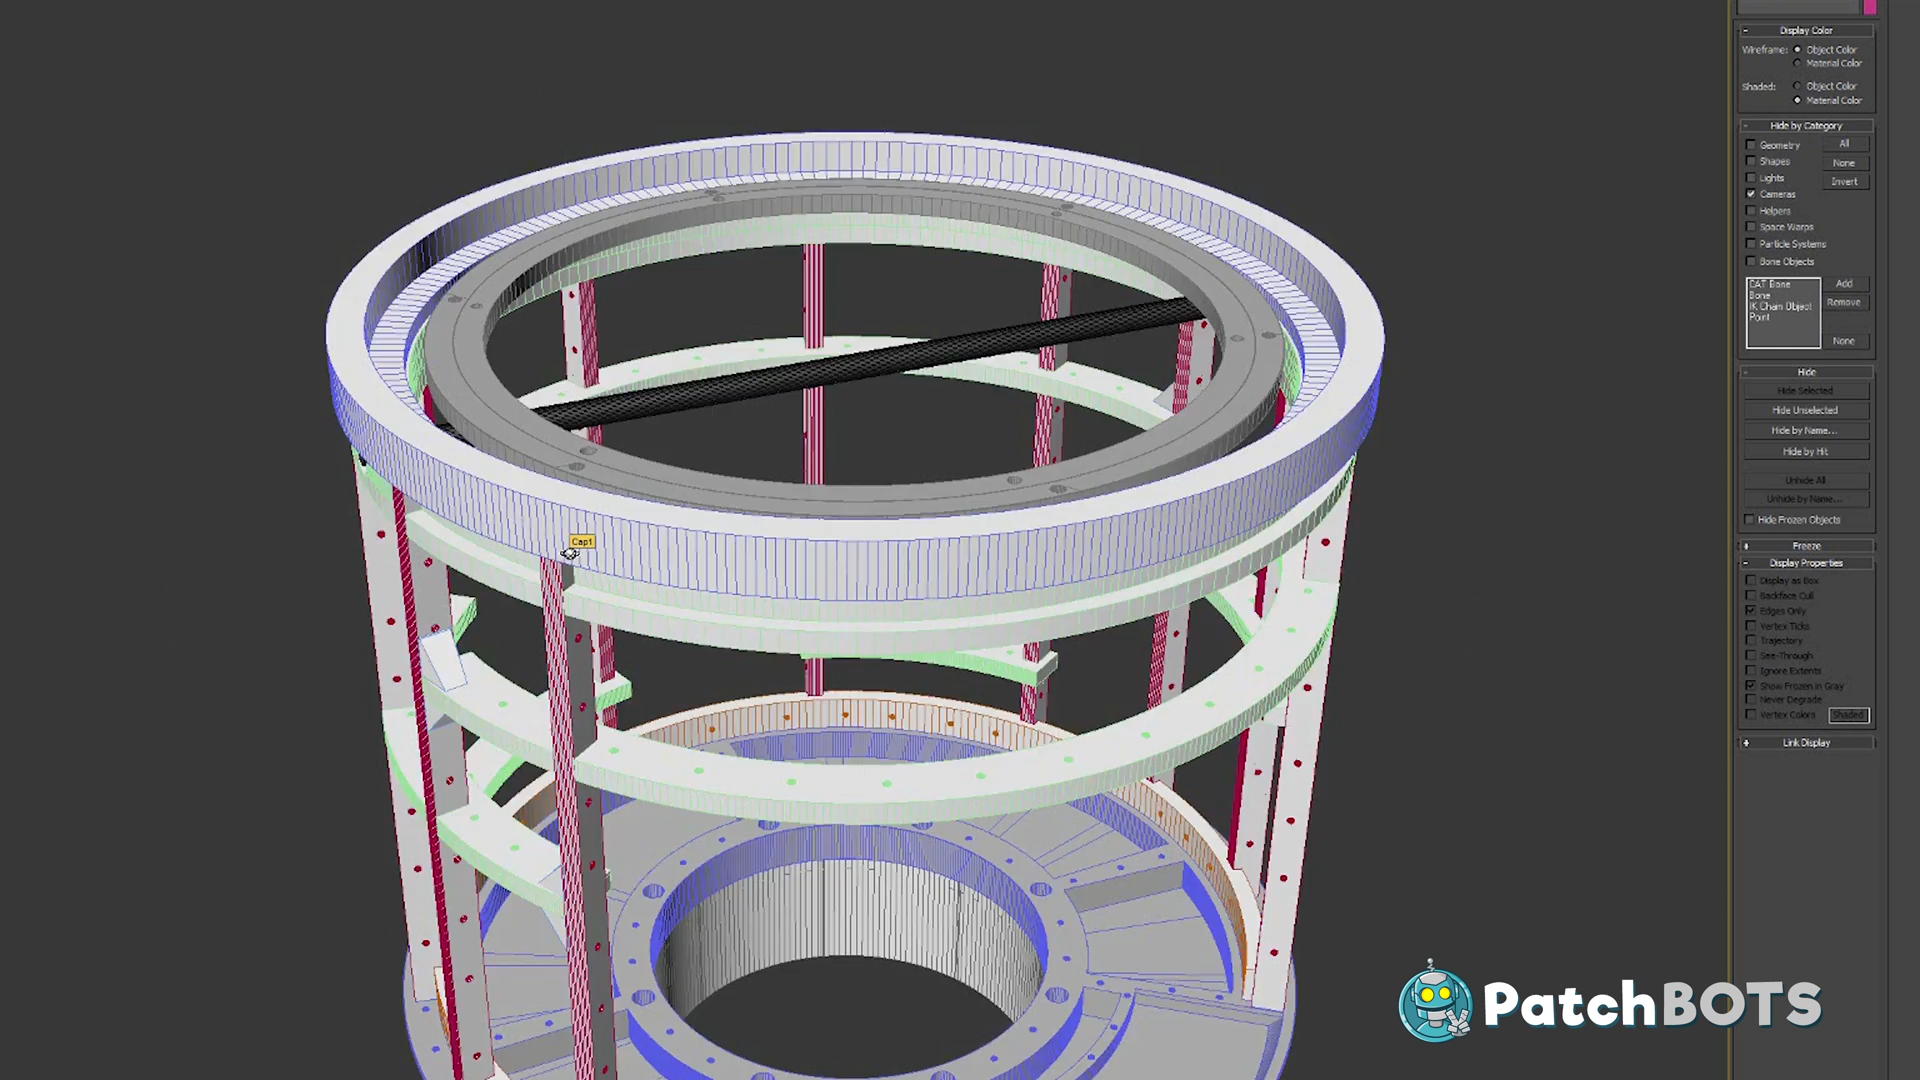 Display Color
Wireframe: Object Color
Material Color
Shaded: Object Color
Material Color
Hide by Category
Geometry All
Shapes None
Lights Invert
Cameras
Helpers
Space Warps
Particle Systems
Bone Objects
CAT Bone Add
Bone
IK Chain Object Remove
Point
None
Hide
Hide Selected
Hide Unselected
Hide by Name...
Hide by Hit
Unhide All
Unhide by Name...
Hide Frozen Objects
Freeze
Display Properties
Display as Box
Backface Cull
Edges Only
Vertex Ticks
Trajectory
See-Through
Ignore Extents
Show Frozen in Gray
Never Degrade
Vertex Colors Shaded
Link Display
Cap1
PatchBOTS